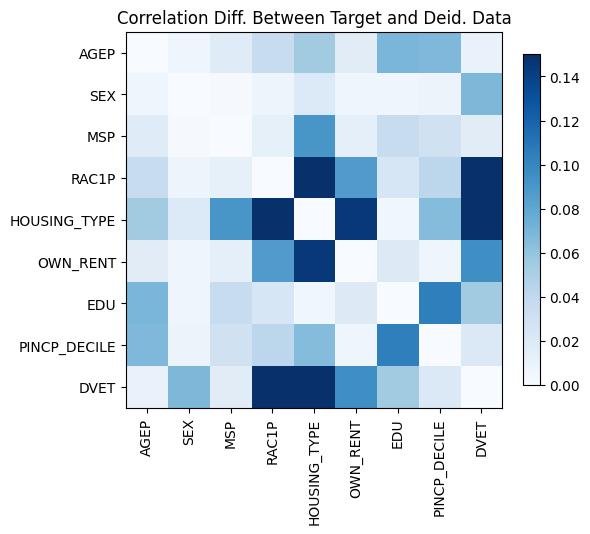 Correlation Diff. Between Target and Deid. Data
AGEP
SEX
MSP
RAC1P
HOUSING_TYPE
OWN_RENT
EDU
PINCP_DECILE
DVET
AGEP
SEX
MSP
RAC1P
HOUSING_TYPE
OWN_RENT
EDU
PINCP_DECILE
DVET
0.14
0.12
0.10
0.08
0.06
0.04
0.02
0.00